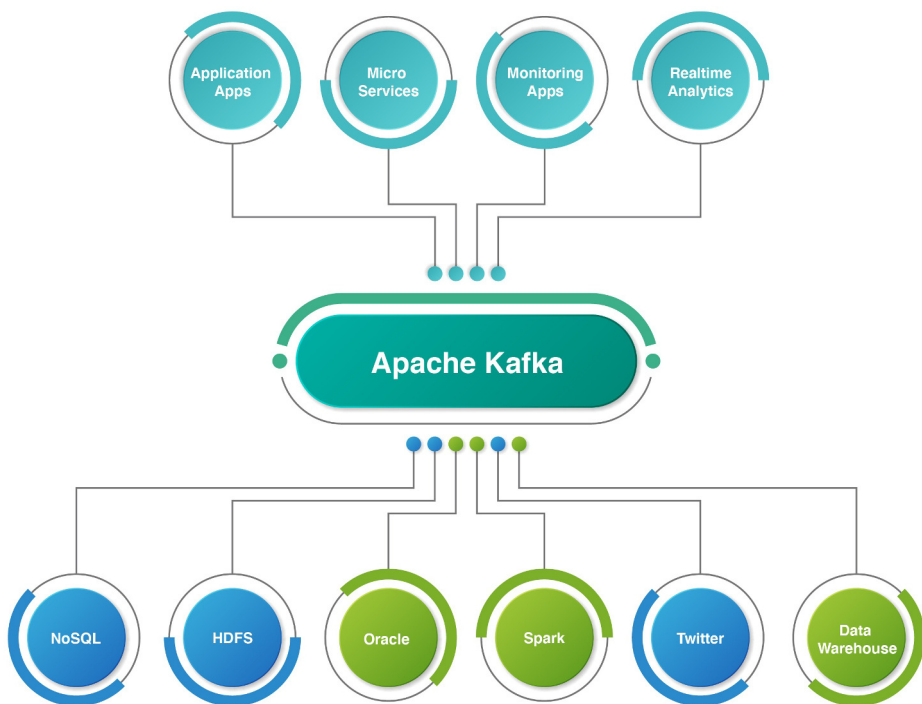 Application
Apps
Micro
Services
Monitoring
Apps
Realtime
Analytics
Apache Kafka
NoSQL
HDFS
Oracle
Spark
Twitter
Data
Warehouse